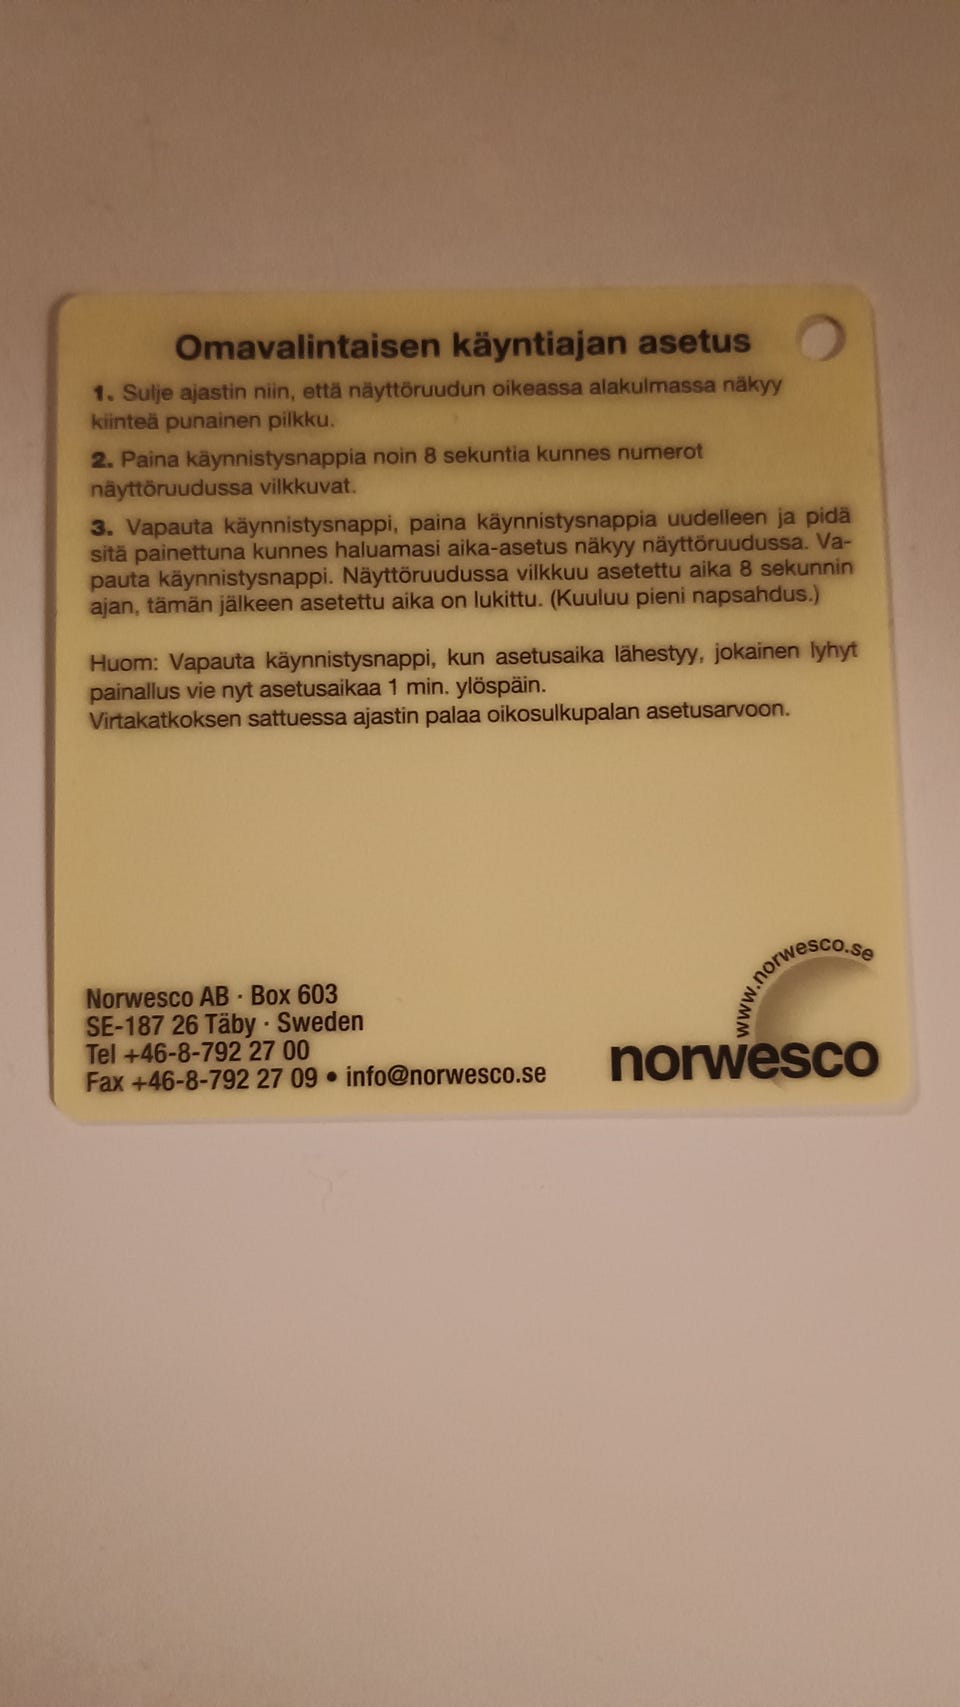 Omavalintaisen käyntiajan asetus
1. Sulje ajastin niin, että näyttöruudun oikeassa alakulmassa näkyy
kiinteä punainen pilkku.
2. Paina käynnistysnappia noin 8 sekuntia kunnes numerot
näyttöruudussa vilkkuvat.
3. Vapauta käynnistysnappi, paina käynnistysnappia uudelleen ja pidä
sitä painettuna kunnes haluamasi aika-asetus näkyy näyttöruudussa. Va-
pauta käynnistysnappi. Näyttöruudussa vilkkuu asetettu aika 8 sekunnin
ajan, tämän jälkeen asetettu aika on lukittu. (Kuuluu pieni napsahdus.)
Huom: Vapauta käynnistysnappi, kun asetusaika lähestyy, jokainen lyhyt
painallus vie nyt asetusaikaa 1 min. ylöspäin.
Virtakatkoksen sattuessa ajastin palaa oikosulkupalan asetusarvoon.
Norwesco AB · Box 603
SE-187 26 Täby · Sweden
Tel +46-8-792 27 00
Fax +46-8-792 27 09 • info@norwesco.se
www.norwesco.se
norwesco